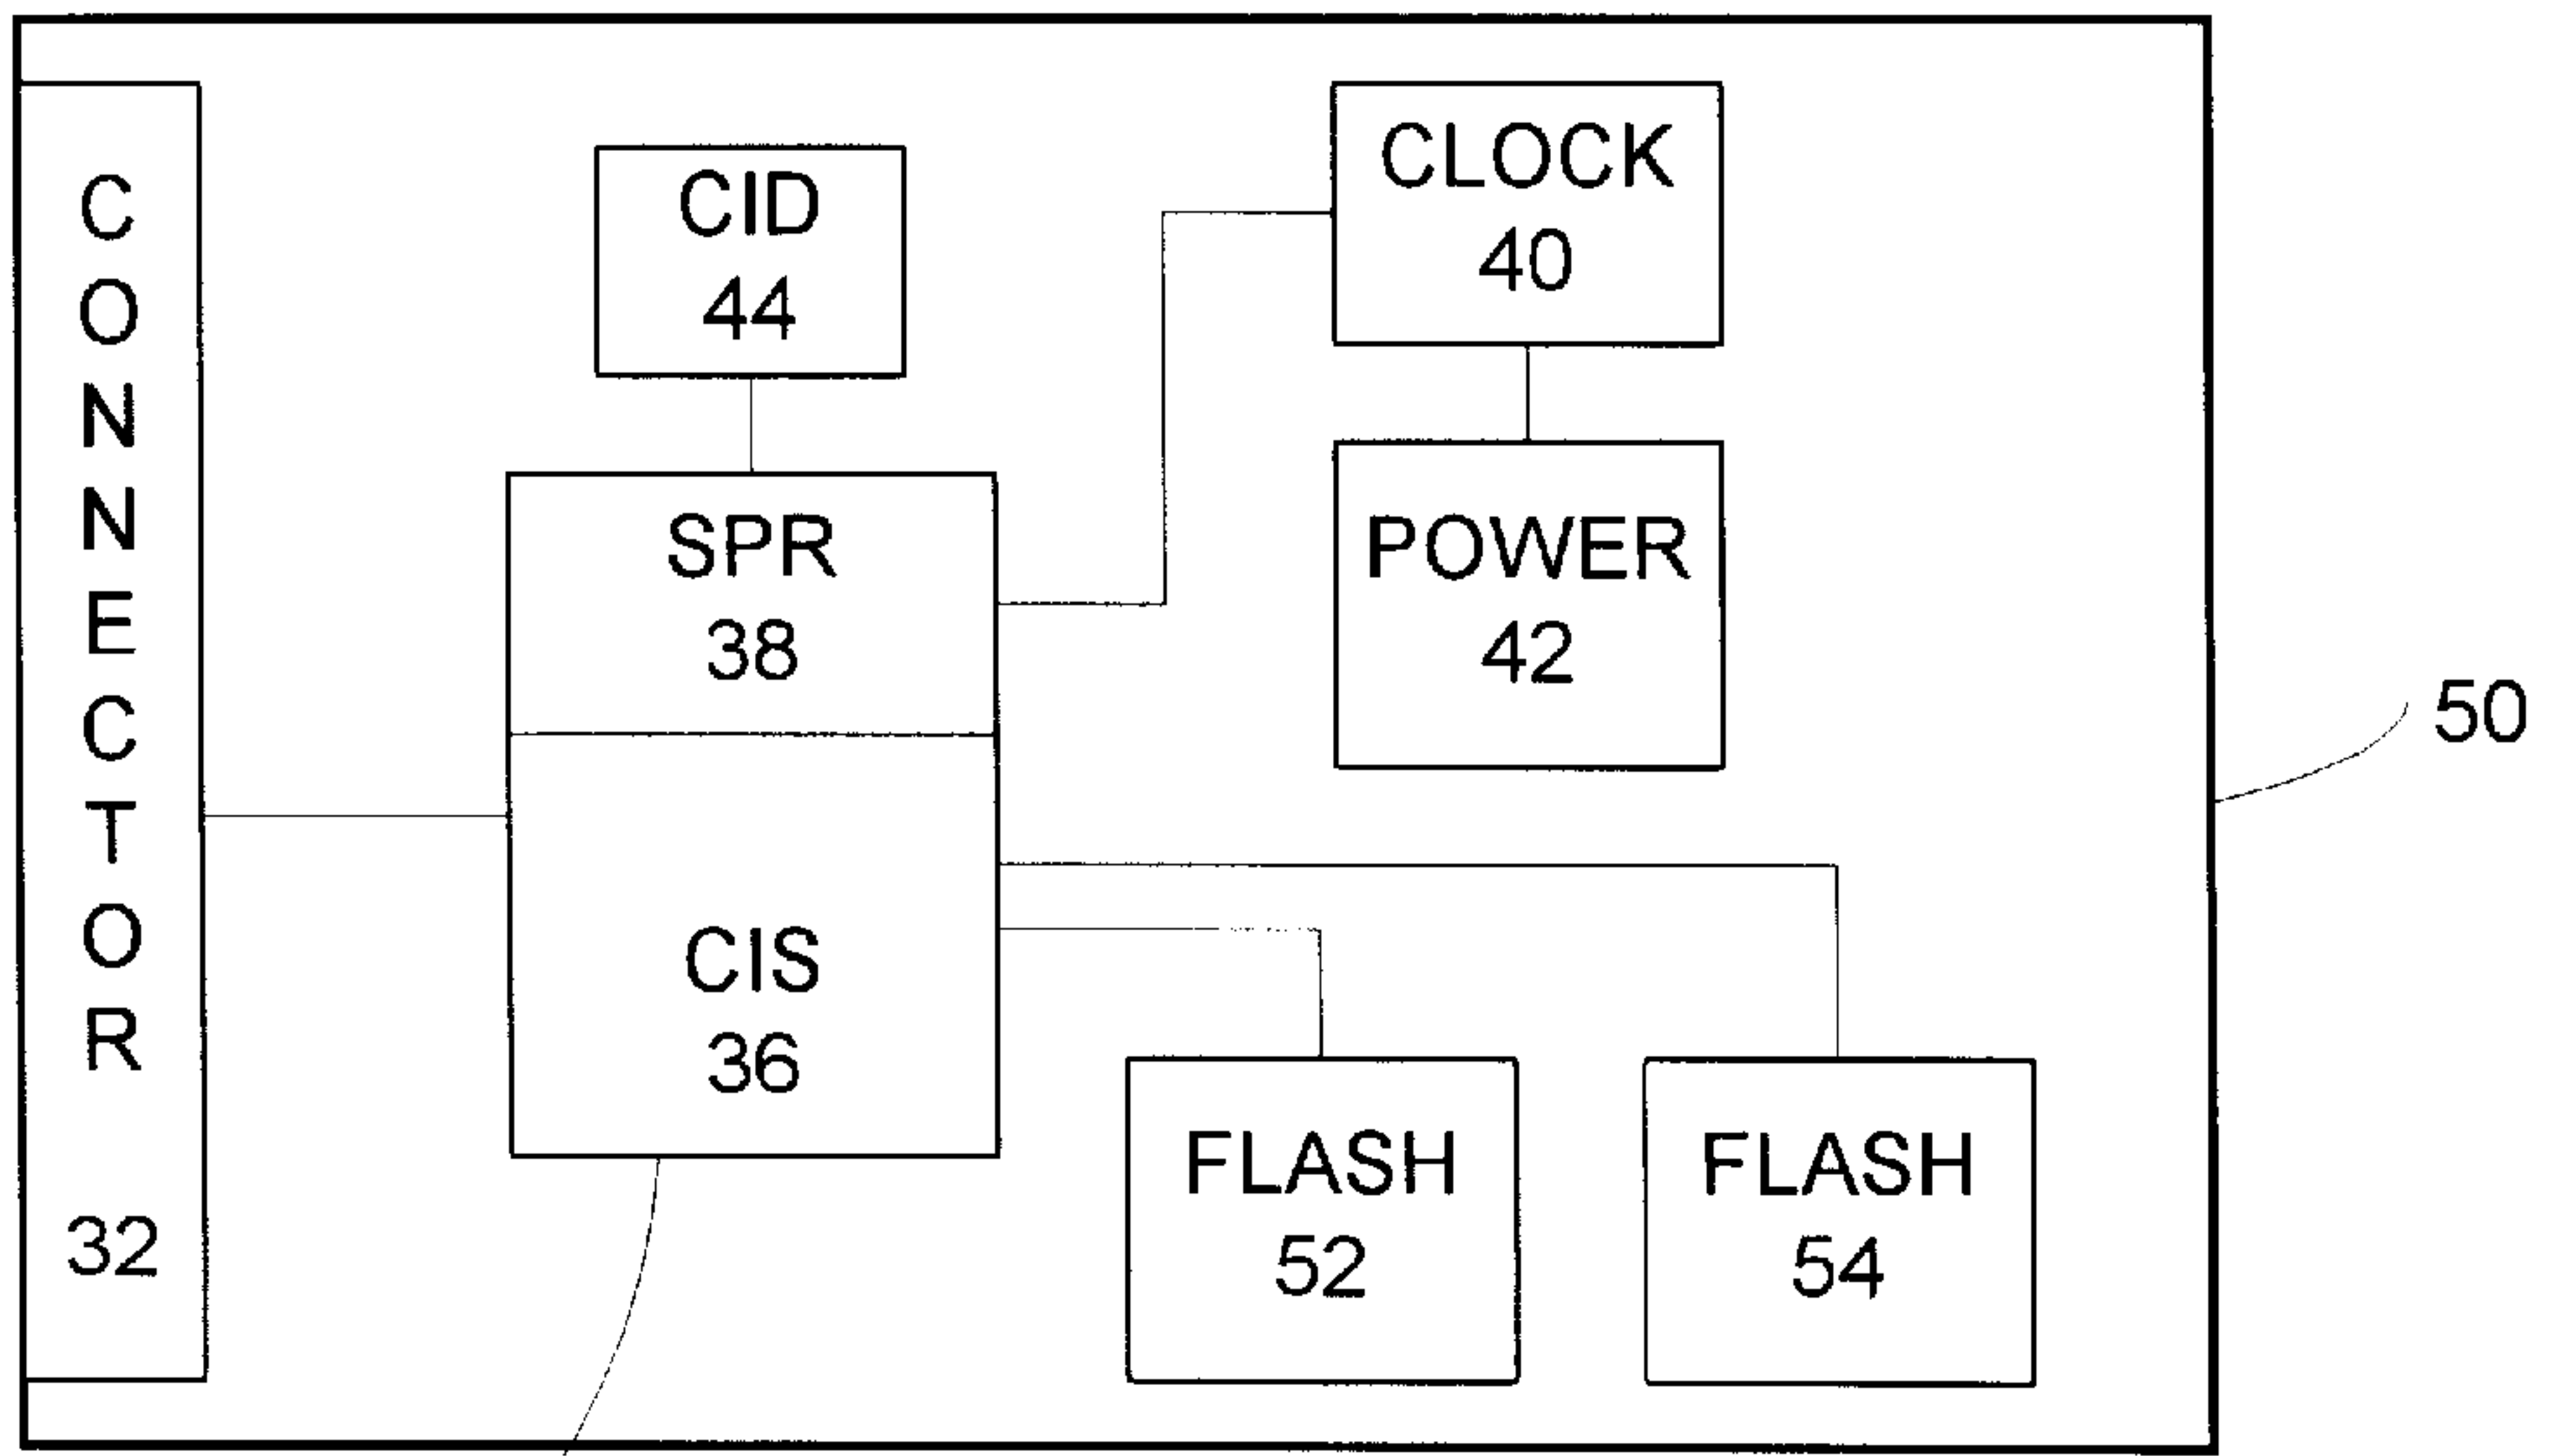 CONNECTOR
32
CID
44
CLOCK
40
SPR
38
POWER
42
50
CIS
36
FLASH
52
FLASH
54